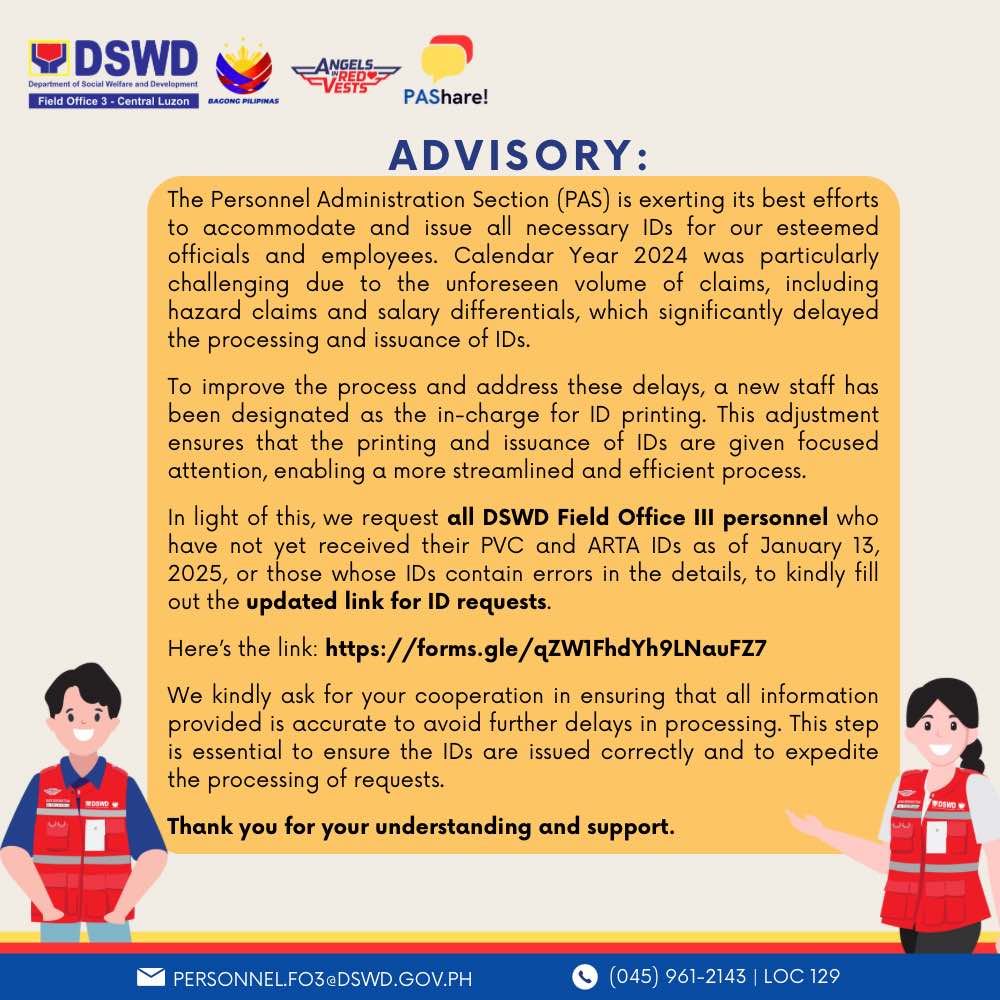 DSWD
Department of Social Welfare and Development
Field Office 3 - Central Luzon
BAGONG PILIPINAS
ANGELS
IN RED
VESTS
PAShare!
ADVISORY:
The Personnel Administration Section (PAS) is exerting its best efforts
to accommodate and issue all necessary IDs for our esteemed
officials and employees. Calendar Year 2024 was particularly
challenging due to the unforeseen volume of claims, including
hazard claims and salary differentials, which significantly delayed
the processing and issuance of IDs.
To improve the process and address these delays, a new staff has
been designated as the in-charge for ID printing. This adjustment
ensures that the printing and issuance of IDs are given focused
attention, enabling a more streamlined and efficient process.
In light of this, we request all DSWD Field Office III personnel who
have not yet received their PVC and ARTA IDs as of January 13,
2025, or those whose IDs contain errors in the details, to kindly fill
out the updated link for ID requests.
Here's the link: https://forms.gle/qZW1FhdYh9LNauFZ7
We kindly ask for your cooperation in ensuring that all information
provided is accurate to avoid further delays in processing. This step
is essential to ensure the IDs are issued correctly and to expedite
the processing of requests.
Thank you for your understanding and support.
DSWD
DSWD
PERSONNEL.FO3@DSWD.GOV.PH
(045) 961-2143 | LOC 129